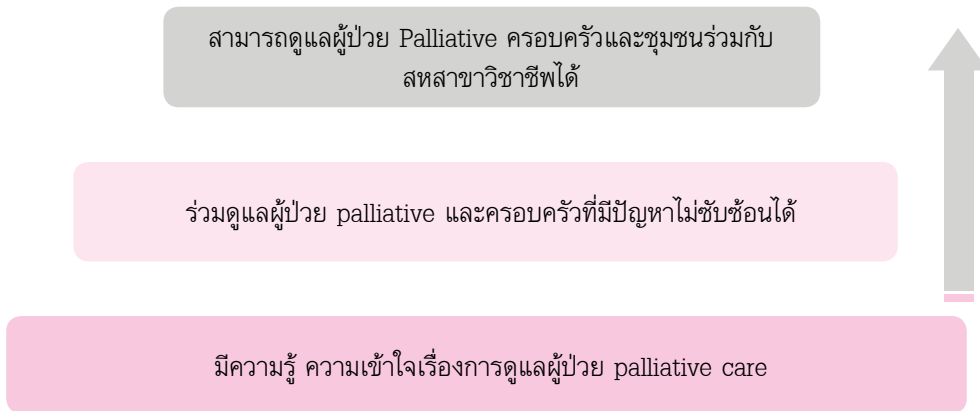 สามารถดูแลผู้ป่วย Palliative ครอบครัวและชุมชนร่วมกับ
สหสาขาวิชาชีพได้
ร่วมดูแลผู้ป่วย palliative และครอบครัวที่มีปัญหาไม่ซับซ้อนได้
มีความรู้ ความเข้าใจเรื่องการดูแลผู้ป่วย palliative care